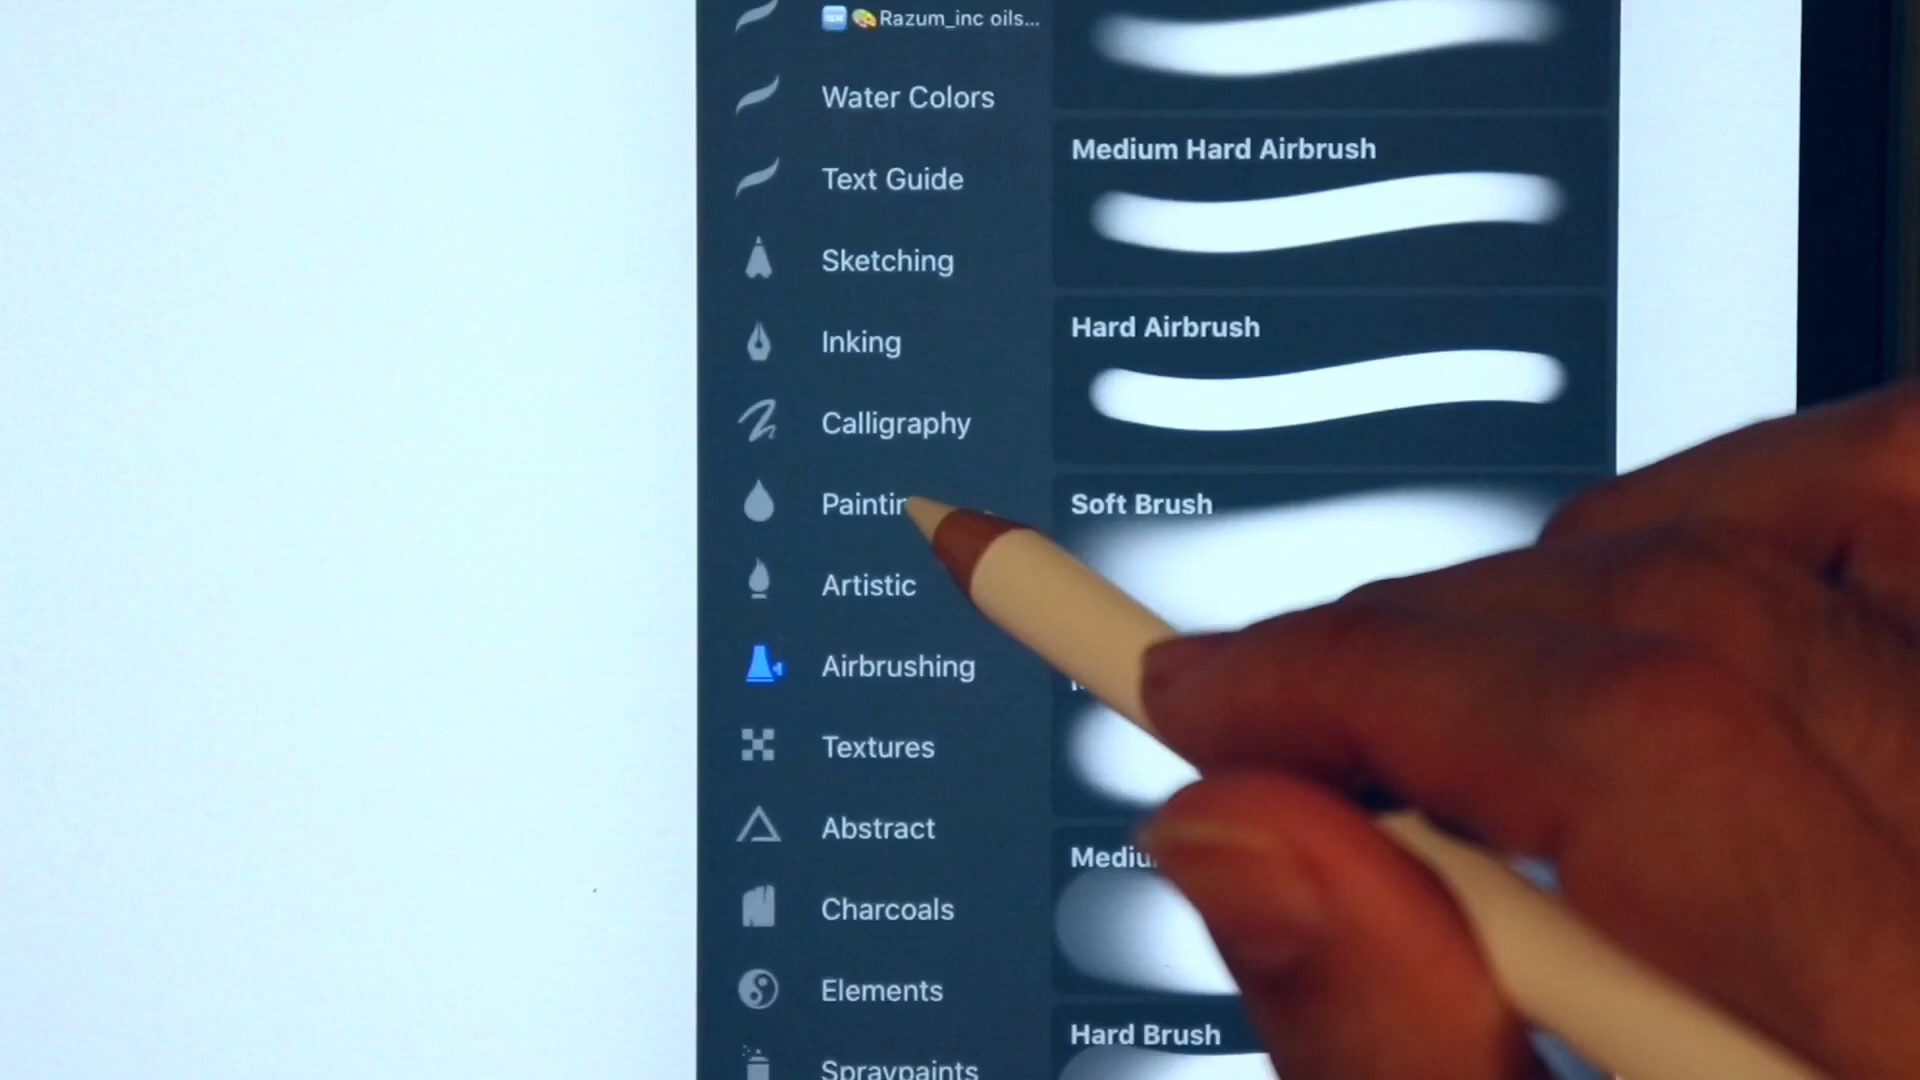 Razum_inc oils...
Water Colors
Text Guide
Sketching
Inking
Calligraphy
Paintin
Artistic
Airbrushing
Textures
Abstract
Charcoals
Elements
Spraypaints
Medium Hard Airbrush
Hard Airbrush
Soft Brush
Mediu
Hard Brush